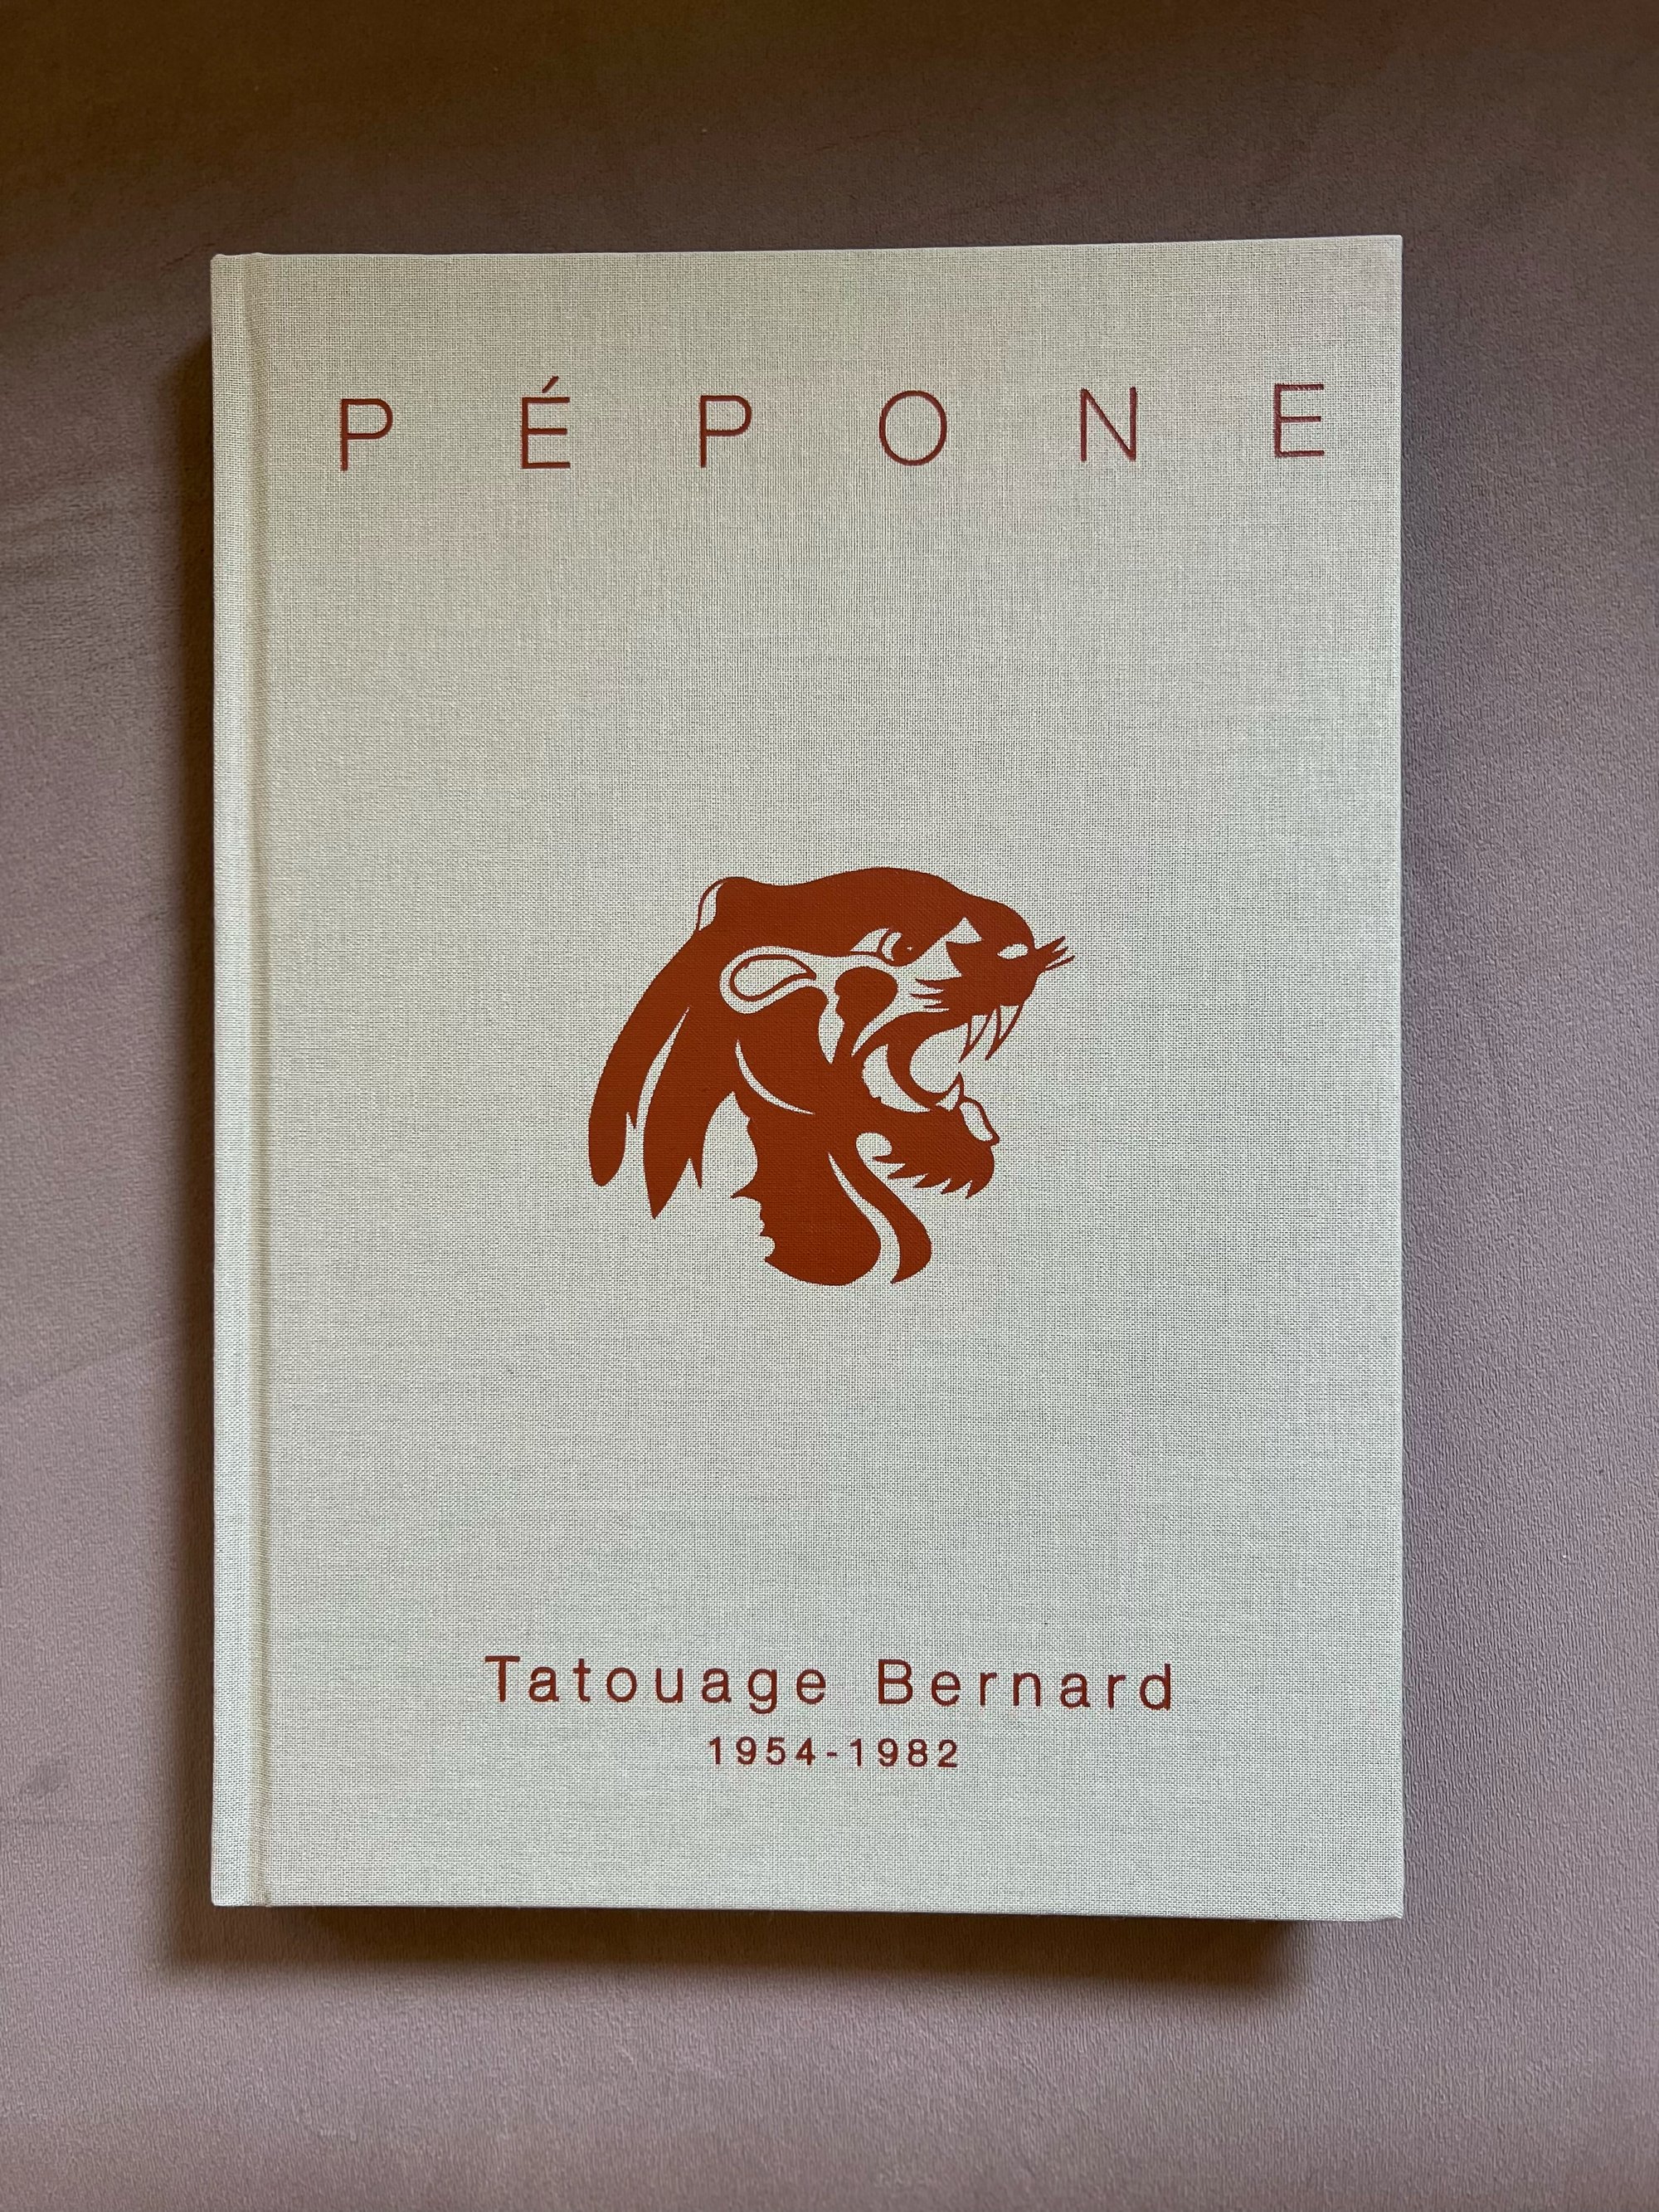 PÉPONE
Tatouage Bernard
1954-1982